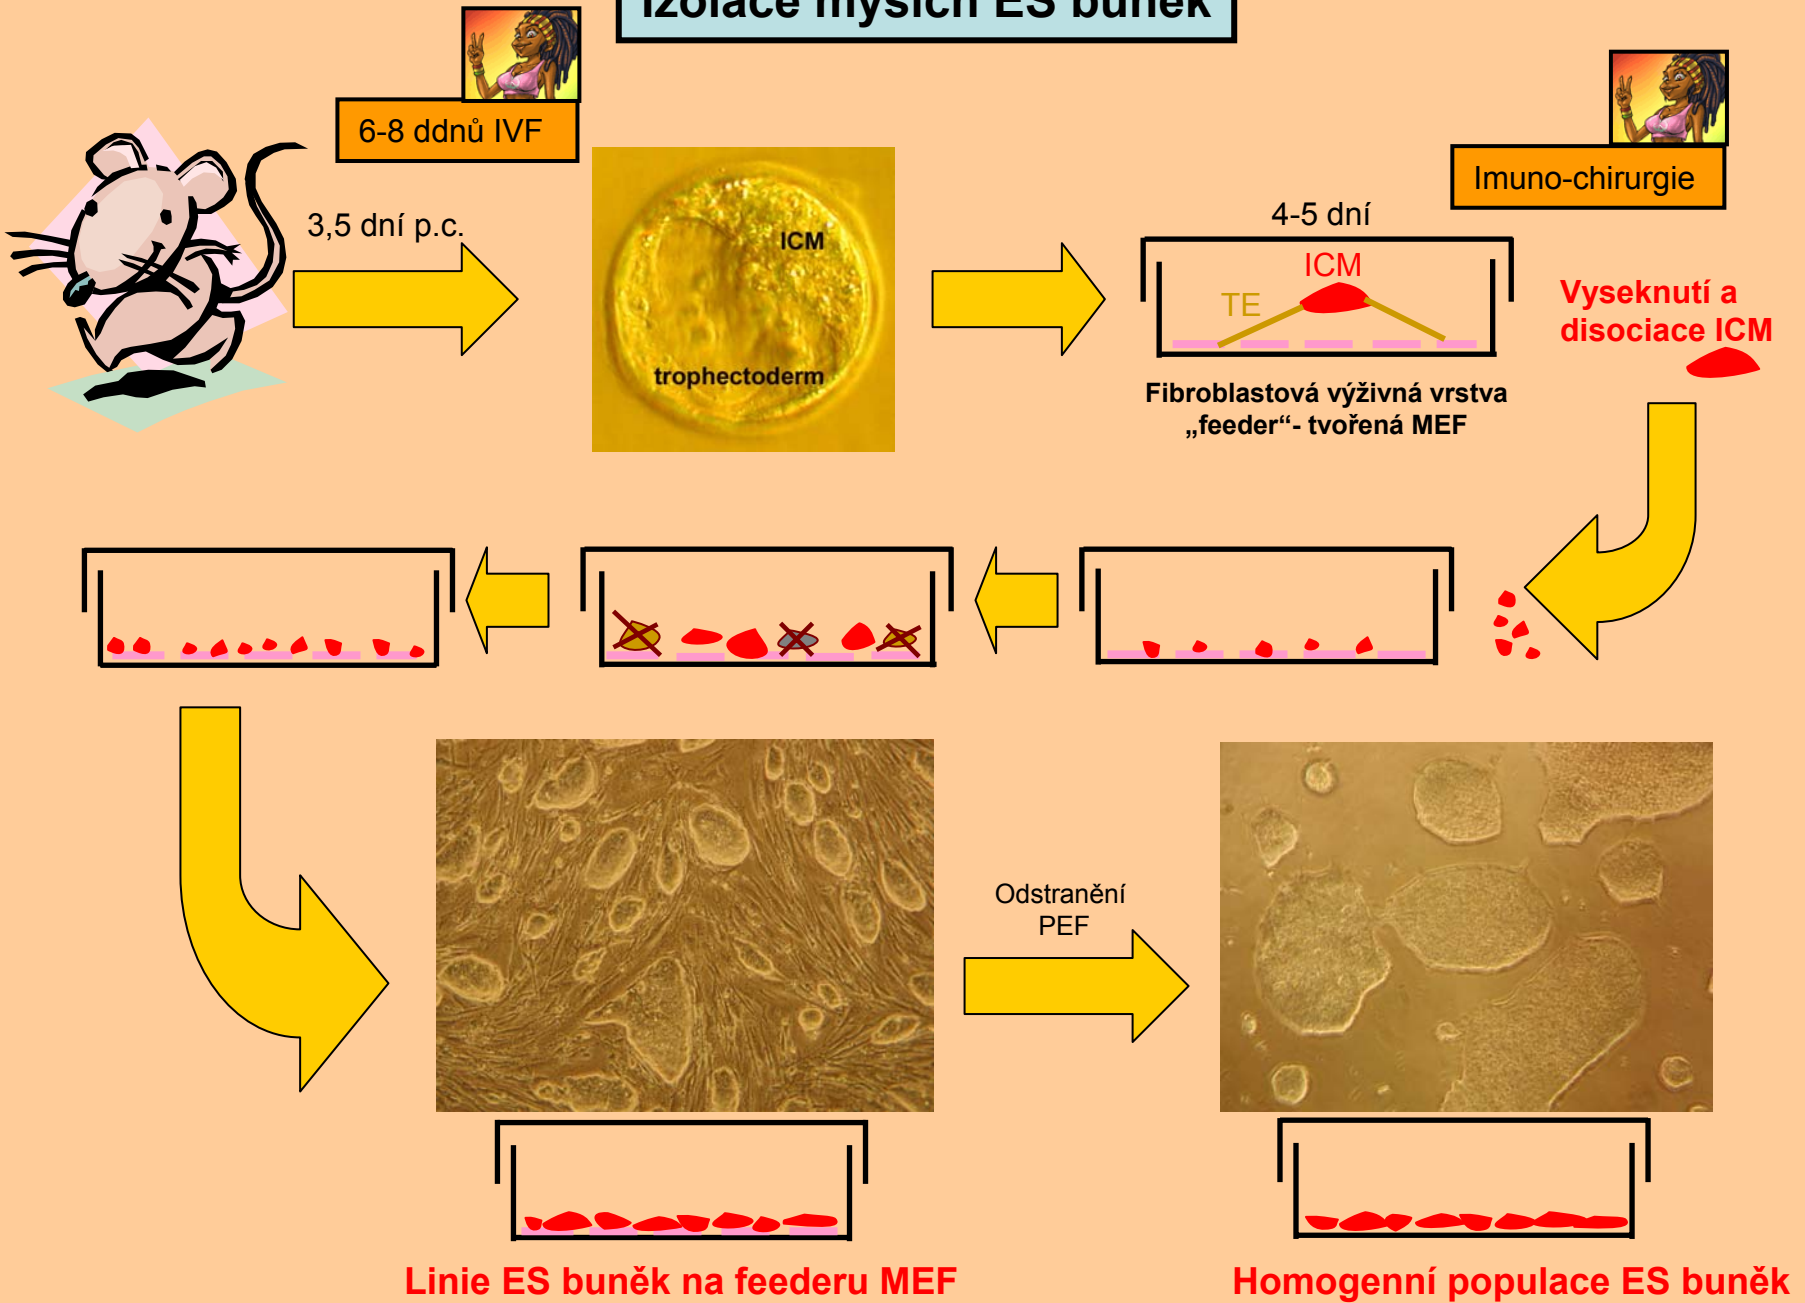 Izolace myších ES buněk
6-8 ddnů IVF
Imuno-chirurgie
3,5 dní p.c.
ICM
trophectoderm
4-5 dní
ICM
TE
Fibroblastová výživná vrstva
„feeder“- tvořená MEF
Vyseknutí a
disociace ICM
Odstranění
PEF
Linie ES buněk na feederu MEF
Homogenní populace ES buněk